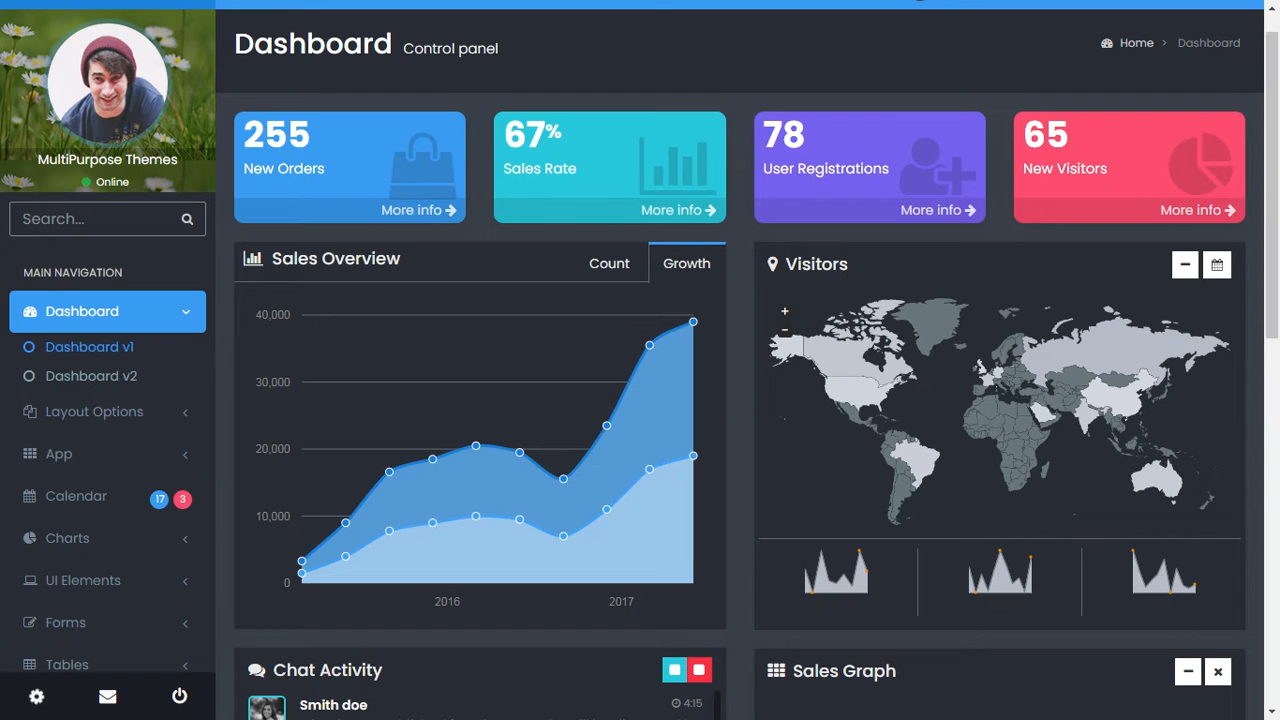 Dashboard Control panel
Home > Dashboard
MultiPurpose Themes
Online
Search...
MAIN NAVIGATION
Dashboard
Dashboard v1
Dashboard v2
Layout Options
App
Calendar 17 3
Charts
UI Elements
Forms
Tables
255
New Orders
More info
67%
Sales Rate
More info
78
User Registrations
More info
65
New Visitors
More info
Sales Overview
Count
Growth
40,000
30,000
20,000
10,000
0
2016
2017
Visitors
+
−
Chat Activity
Smith doe
4:15
Sales Graph